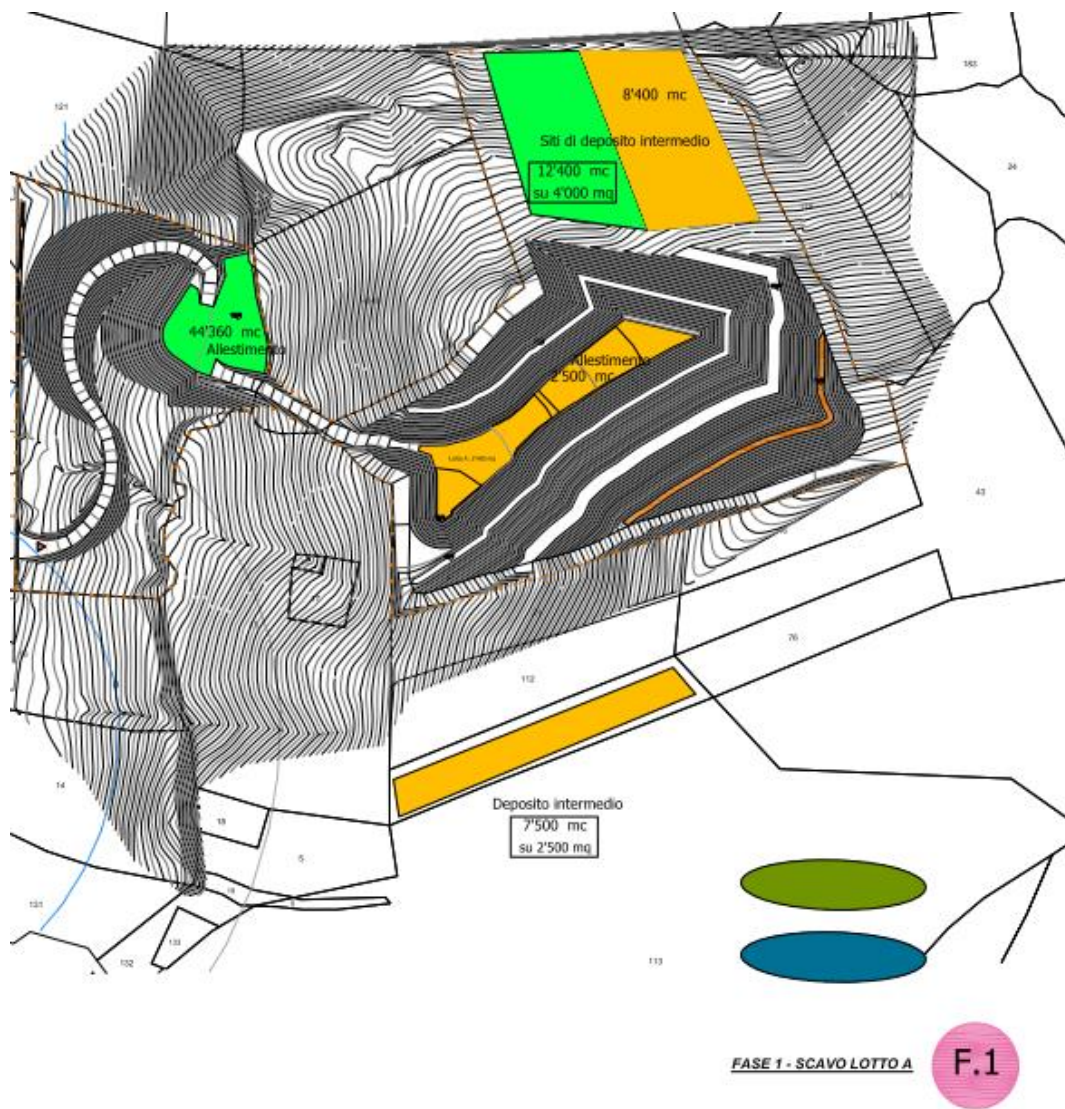 183
121
8'400 mc
Siti di deposito intermedio
24
12'400 mc
su 4'000 mq
44'360 mc
Allestimento
Allestimento
2'500 mc
43
76
112
14
Deposito intermedio
18
7'500 mc
su 2'500 mq
5
19
131
133
132
113
FASE 1 - SCAVO LOTTO A
F.1